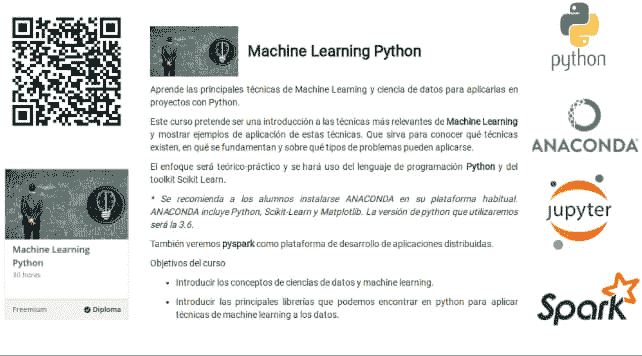 Machine Learning Python
Aprende las principales técnicas de Machine Learning y ciencia de datos para aplicarlas en
proyectos con Python.
Este curso pretende ser una introducción a las técnicas más relevantes de Machine Learning
y mostrar ejemplos de aplicación de estas técnicas. Que sirva para conocer qué técnicas
existen, en qué se fundamentan y sobre qué tipos de problemas pueden aplicarse.
El enfoque será teórico-práctico y se hará uso del lenguaje de programación Python y del
toolkit Scikit Learn.
* Se recomienda a los alumnos instalarse ANACONDA en su plataforma habitual.
ANACONDA incluye Python, Scikit-Learn y Matplotlib. La versión de python que utilizaremos
será la 3.6.
También veremos pyspark como plataforma de desarrollo de aplicaciones distribuidas.
Objetivos del curso
• Introducir los conceptos de ciencias de datos y machine learning.
• Introducir las principales librerías que podemos encontrar en python para aplicar
técnicas de machine learning a los datos.
Machine Learning
Python
horas
Freemium
Diploma
python
ANACONDA
jupyter
Spark